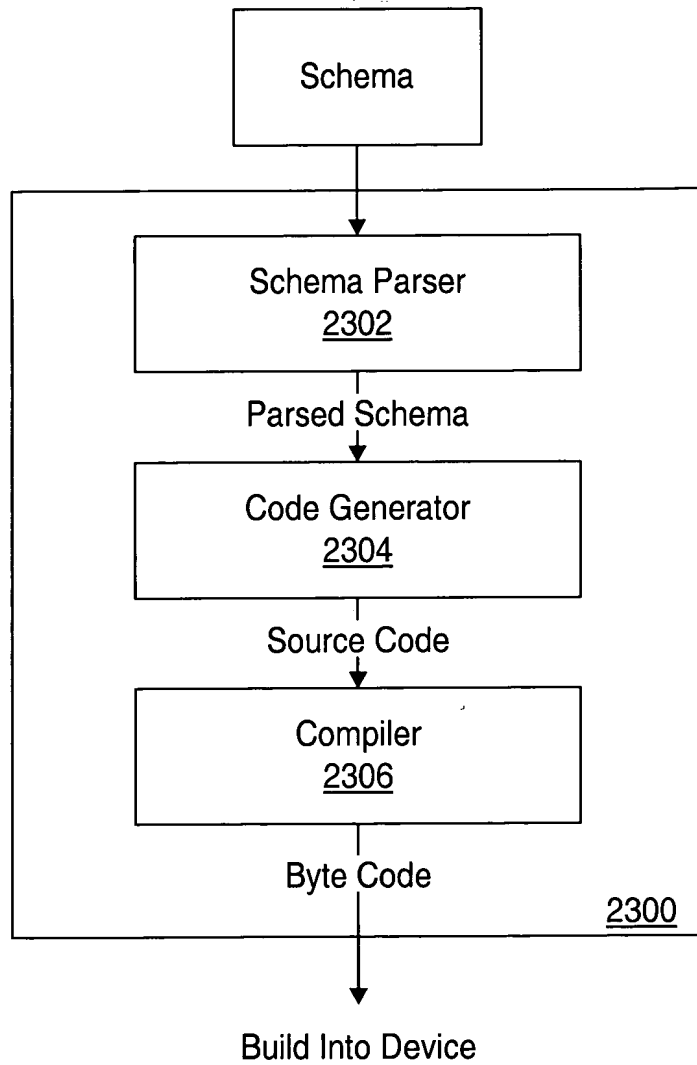 Schema
Schema Parser
2302
Parsed Schema
Code Generator
2304
Source Code
Compiler
2306
Byte Code
2300
Build Into Device